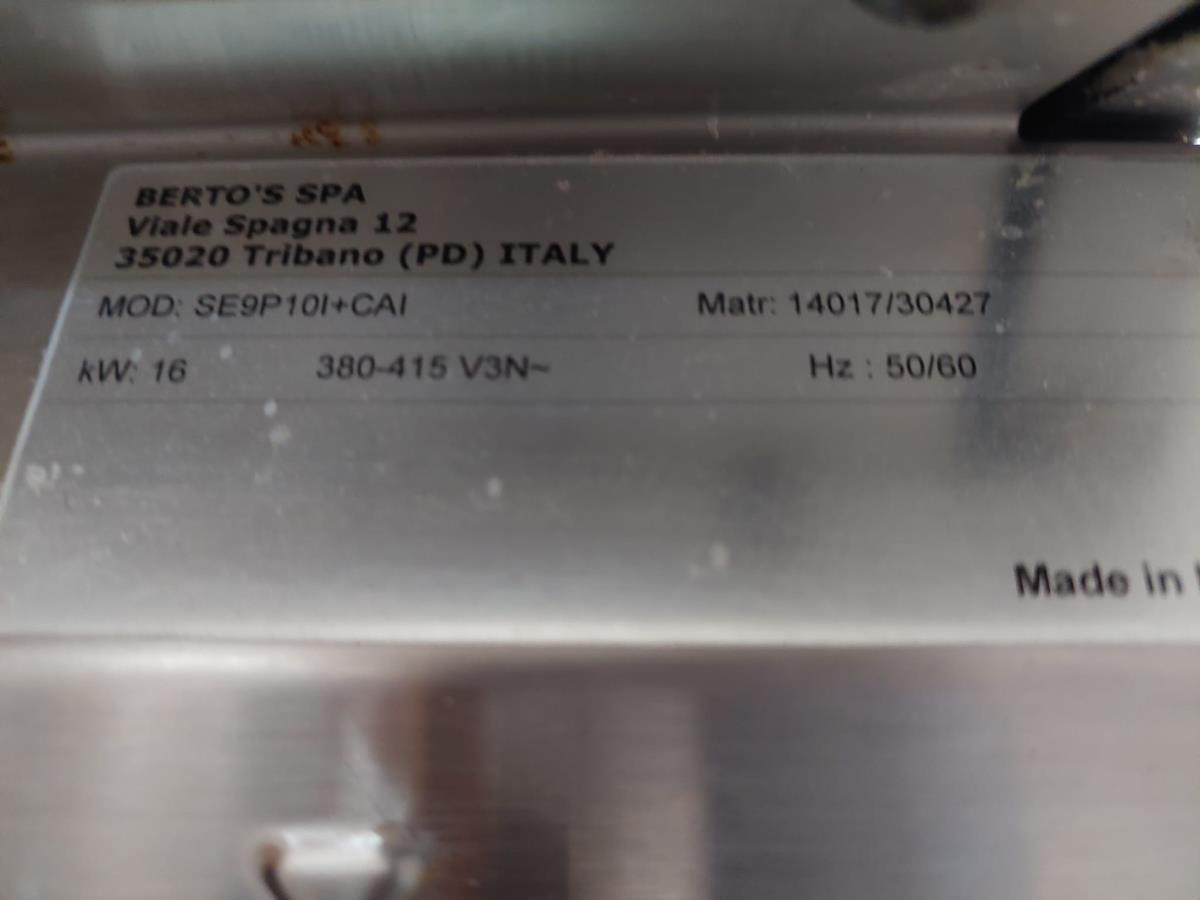 BERTO'S SPA
Viale Spagna 12
35020 Tribano (PD) ITALY
MOD: SE9P10I+CAI Matr: 14017/30427
kW: 16 380-415 V3N~ Hz : 50/60
Made in